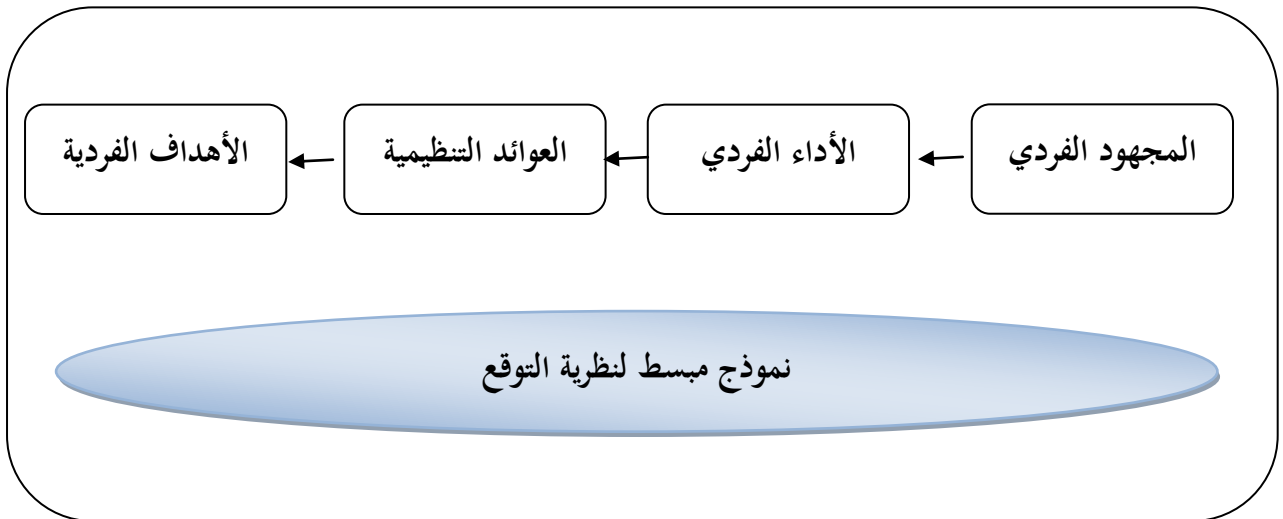 المجهود الفردي
الأداء الفردي
العوائد التنظيمية
الأهداف الفردية
نموذج مبسط لنظرية التوقع